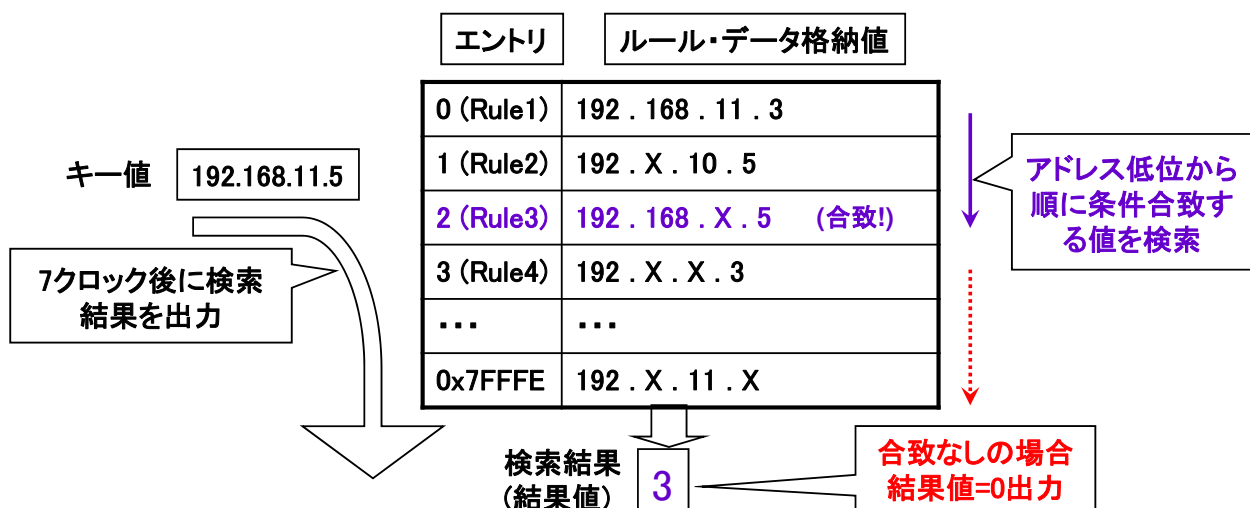 エントリ
ルール・データ格納値
キー値
192.168.11.5
0 (Rule1) 192 . 168 . 11 . 3
1 (Rule2) 192 . X . 10 . 5
2 (Rule3) 192 . 168 . X . 5 (合致!)
3 (Rule4) 192 . X . X . 3
・・・ ・・・
0x7FFFE 192 . X . 11 . X
アドレス低位から
順に条件合致す
る値を検索
7クロック後に検索
結果を出力
検索結果
(結果値)
3
合致なしの場合
結果値=0出力